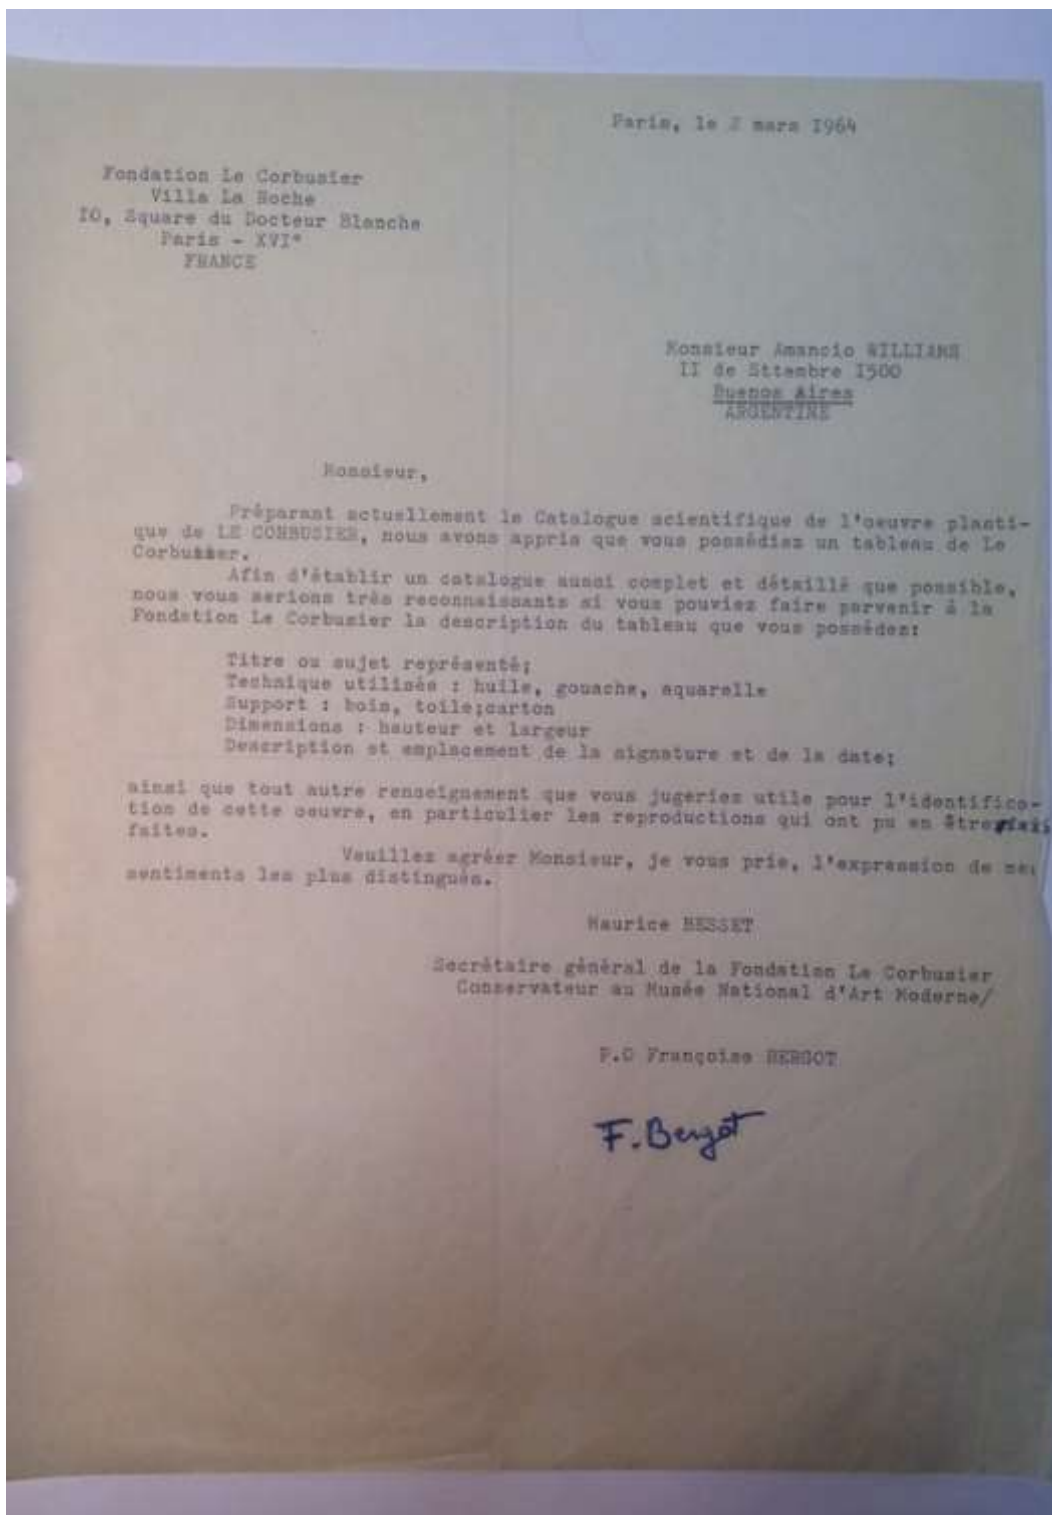 Paris, le 2 mars I964
Fondation Le Corbusier
Villa La Roche
IO, Square du Docteur Blanche
Paris - XVI°
FRANCE
Monsieur Amancio WILLIAMS
II de Sttembre I500
Buenos Aires
ARGENTINE
Monsieur,
Préparant actuellement le Catalogue scientifique de l'oeuvre plasti-
que de LE CORBUSIER, nous avons appris que vous possédiez un tableau de Le
Corbusier.
Afin d'établir un catalogue aussi complet et détaillé que possible,
nous vous serions très reconnaissants si vous pouviez faire parvenir à la
Fondation Le Corbusier la description du tableau que vous possédez:
Titre ou sujet représenté;
Technique utilisée : huile, gouache, aquarelle
Support : bois, toile;carton
Dimensions : hauteur et largeur
Description et emplacement de la signature et de la date;
ainsi que tout autre renseignement que vous jugeriez utile pour l'identifica-
tion de cette oeuvre, en particulier les reproductions qui ont pu en être
faites.
Veuillez agréer Monsieur, je vous prie, l'expression de mes
sentiments les plus distingués.
Maurice BESSET
Secrétaire général de la Fondation Le Corbusier
Conservateur au Musée National d'Art Moderne/
P.O Françoise BERGOT
F. Bergot